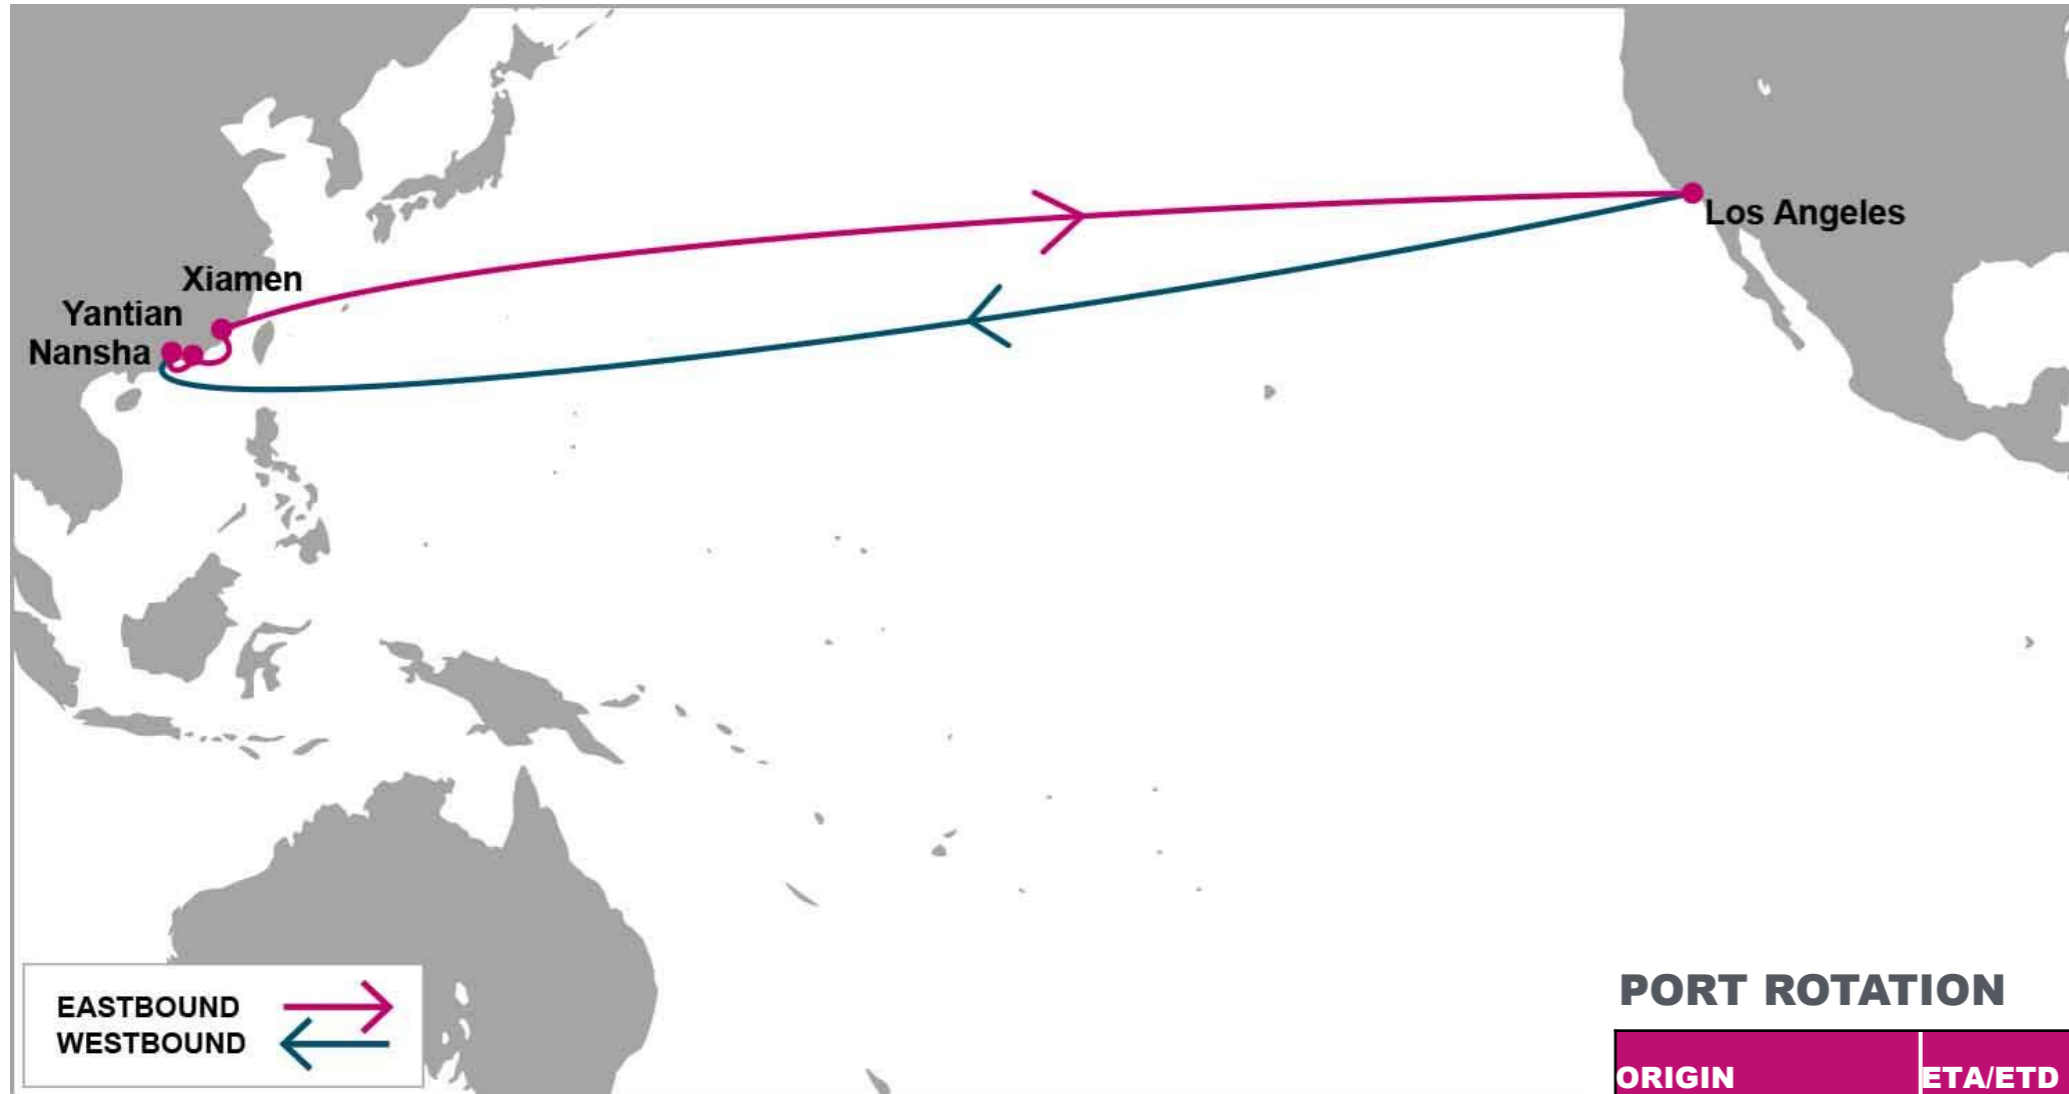 Los Angeles
Xiamen
Yantian
Nansha
EASTBOUND
WESTBOUND
PORT ROTATION
ORIGIN
ETA/ETD